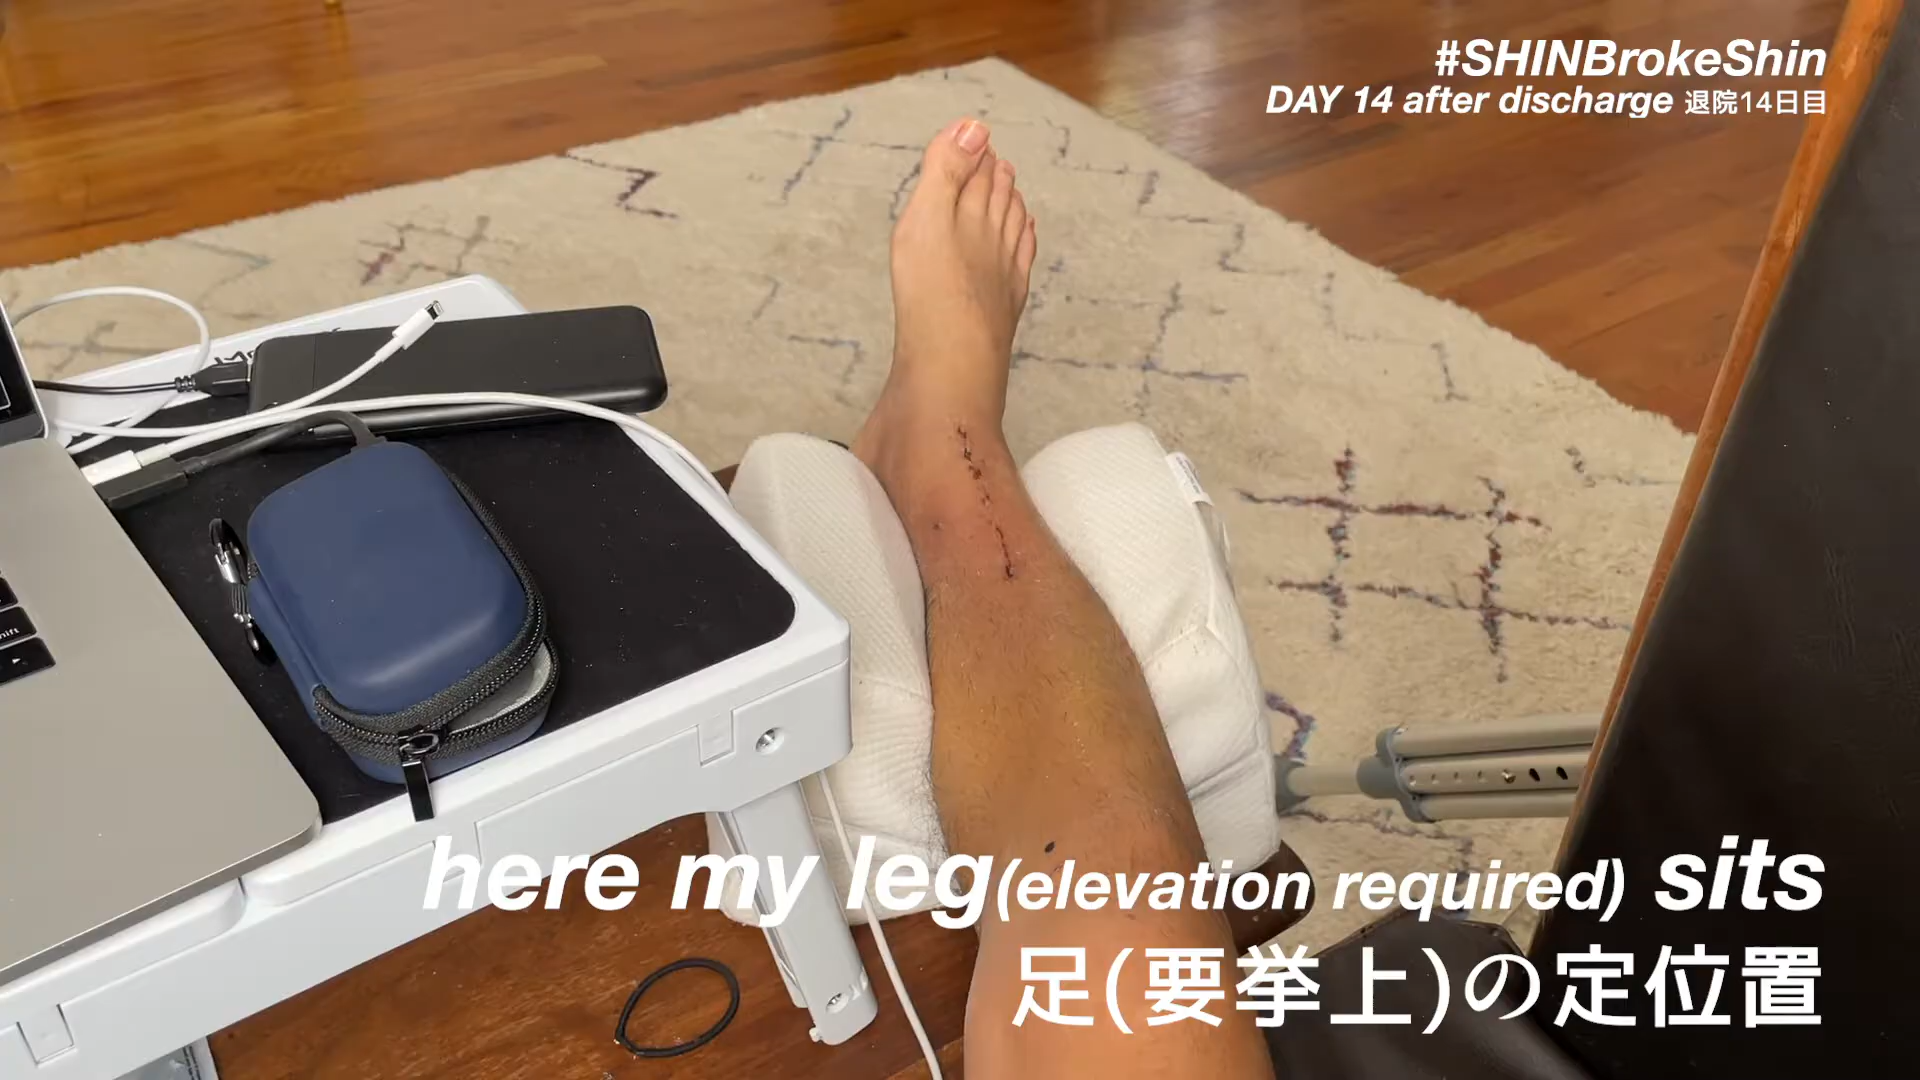 #SHINBrokeShin
DAY 14 after discharge 退院14日目
here my leg(elevation required) sits
足(要挙上)の定位置